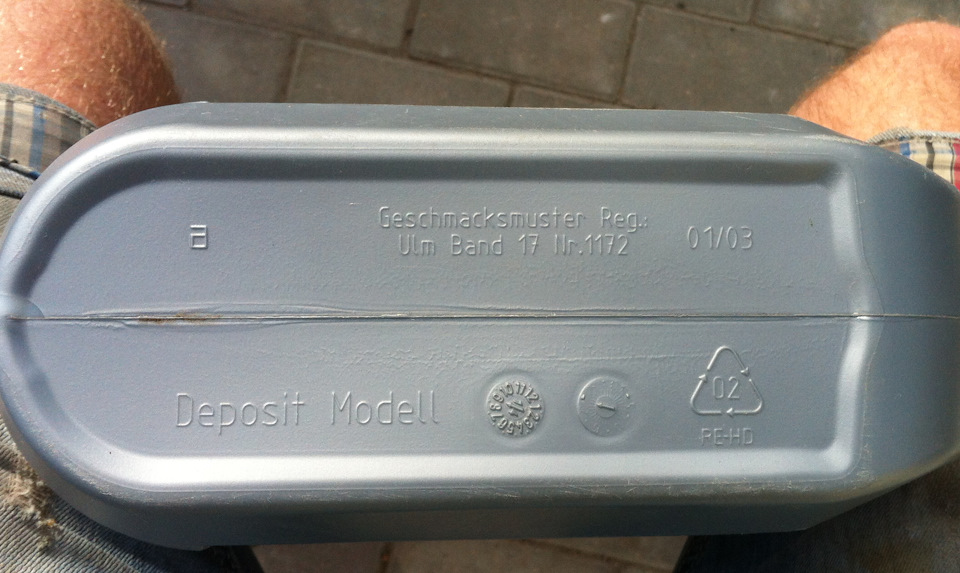 a
Geschmacksmuster Reg.:
Ulm Band 17 Nr.1172
01/03
Deposit Modell
02
PE-HD